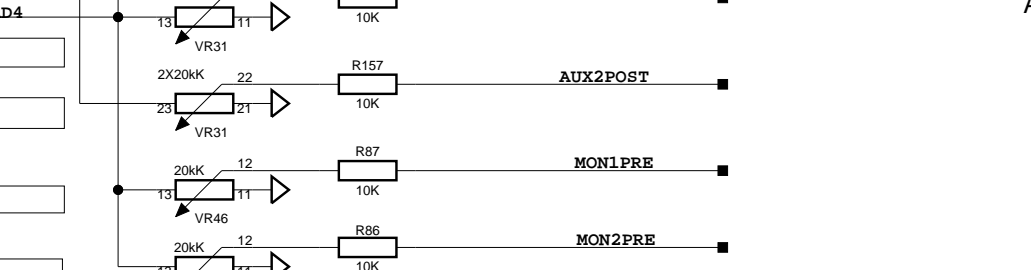 D4
13
11
10K
VR31
2X20kK
22
R157
AUX2POST
23
21
10K
VR31
20kK
12
R87
MON1PRE
13
11
10K
VR46
20kK
12
R86
MON2PRE
10K